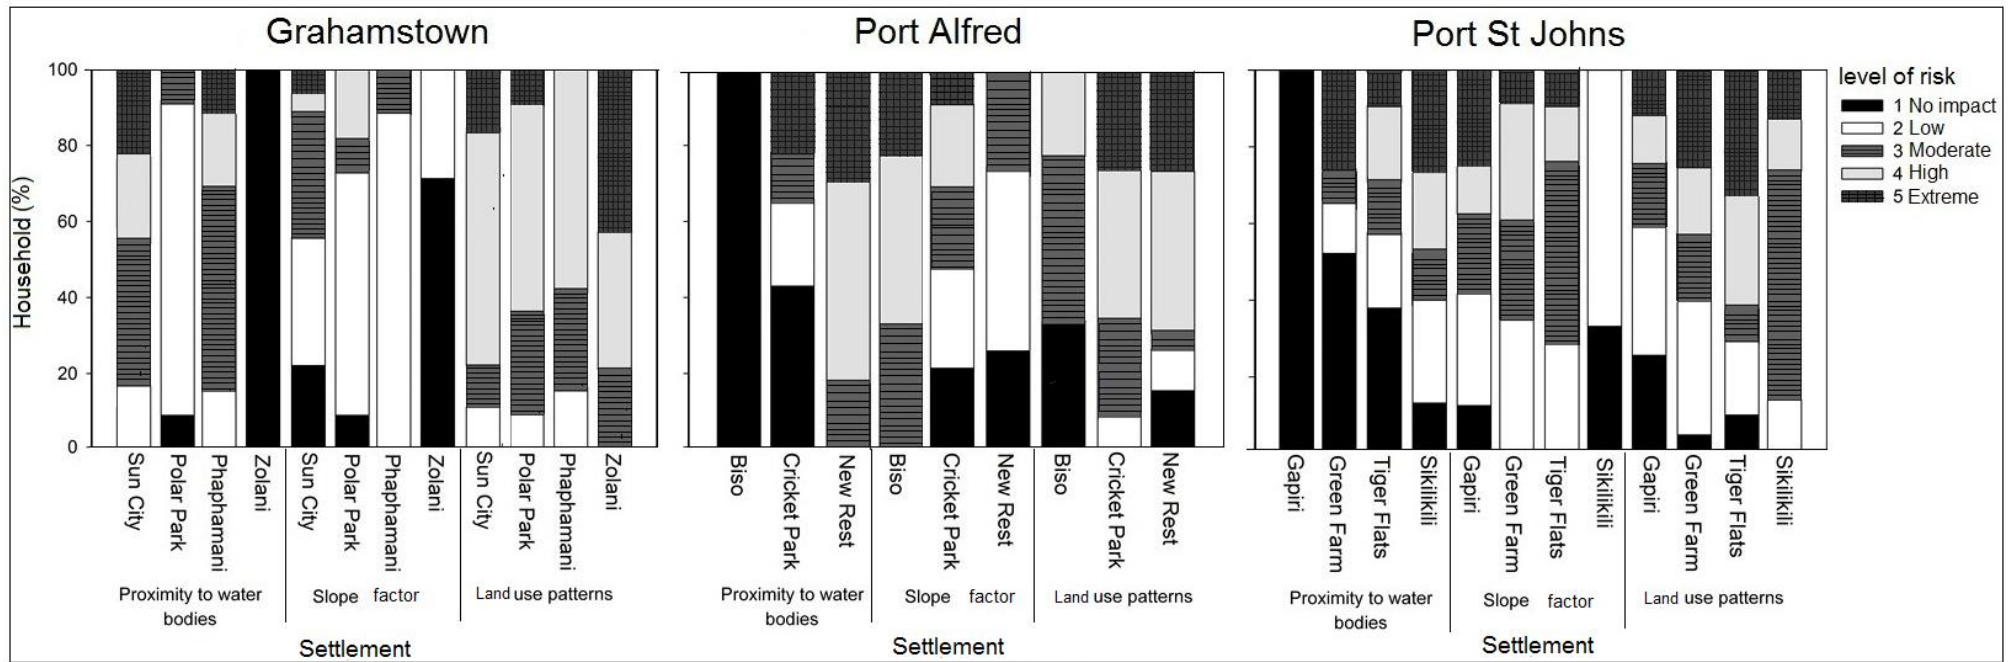 Grahamstown
Port Alfred
Port St Johns
level of risk
1 No impact
2 Low
3 Moderate
4 High
5 Extreme
Household (%)
100
80
60
40
20
0
Sun City
Polar Park
Phaphamani
Zolani
Sun City
Polar Park
Phaphamani
Zolani
Sun City
Polar Park
Phaphamani
Zolani
Proximity to water
bodies
Slope factor
Land use patterns
Settlement
Biso
Cricket Park
New Rest
Biso
Cricket Park
New Rest
Biso
Cricket Park
New Rest
Proximity to water
bodies
Slope factor
Land use patterns
Settlement
Gapiri
Green Farm
Tiger Flats
Sikilikili
Gapiri
Green Farm
Tiger Flats
Sikilikili
Gapiri
Green Farm
Tiger Flats
Sikilikili
Proximity to water
bodies
Slope factor
Land use patterns
Settlement